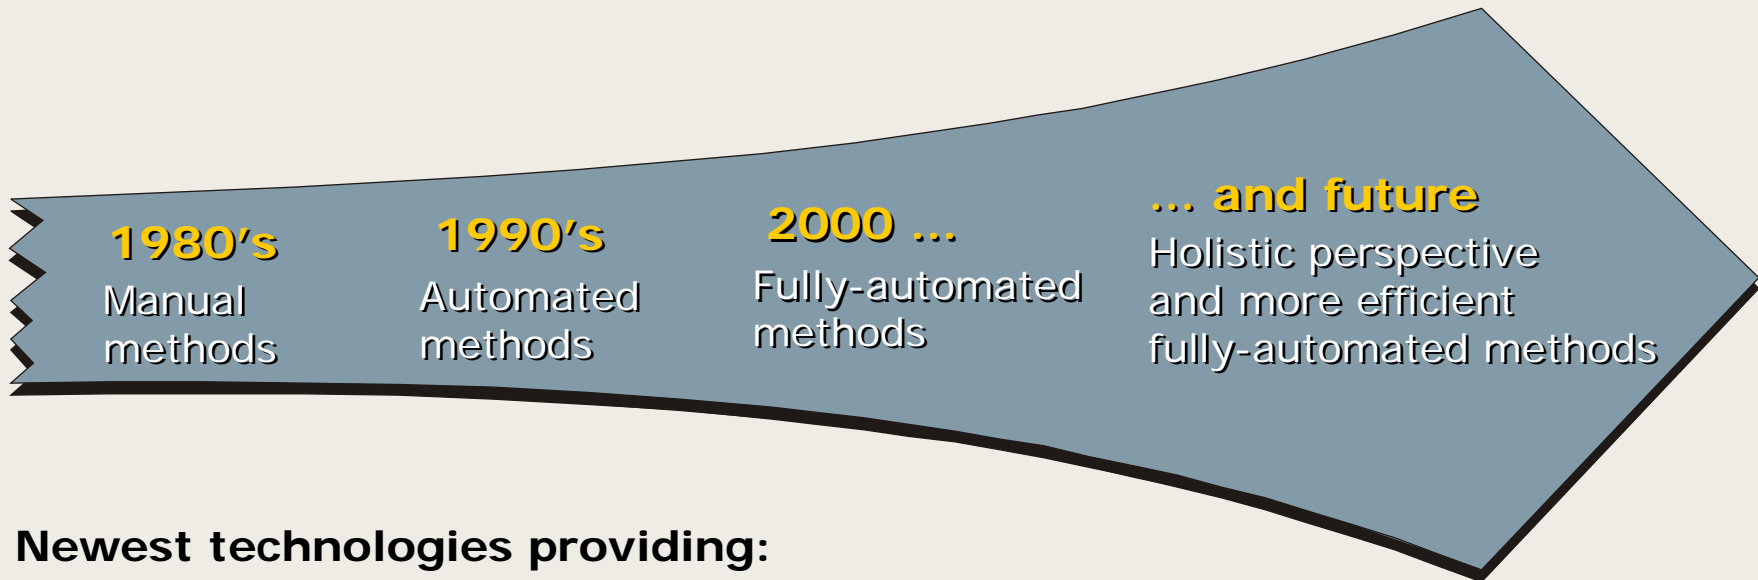 1980's
Manual
methods
1990's
Automated
methods
2000 ...
Fully-automated
methods
... and future
Holistic perspective
and more efficient
fully-automated methods
Newest technologies providing: